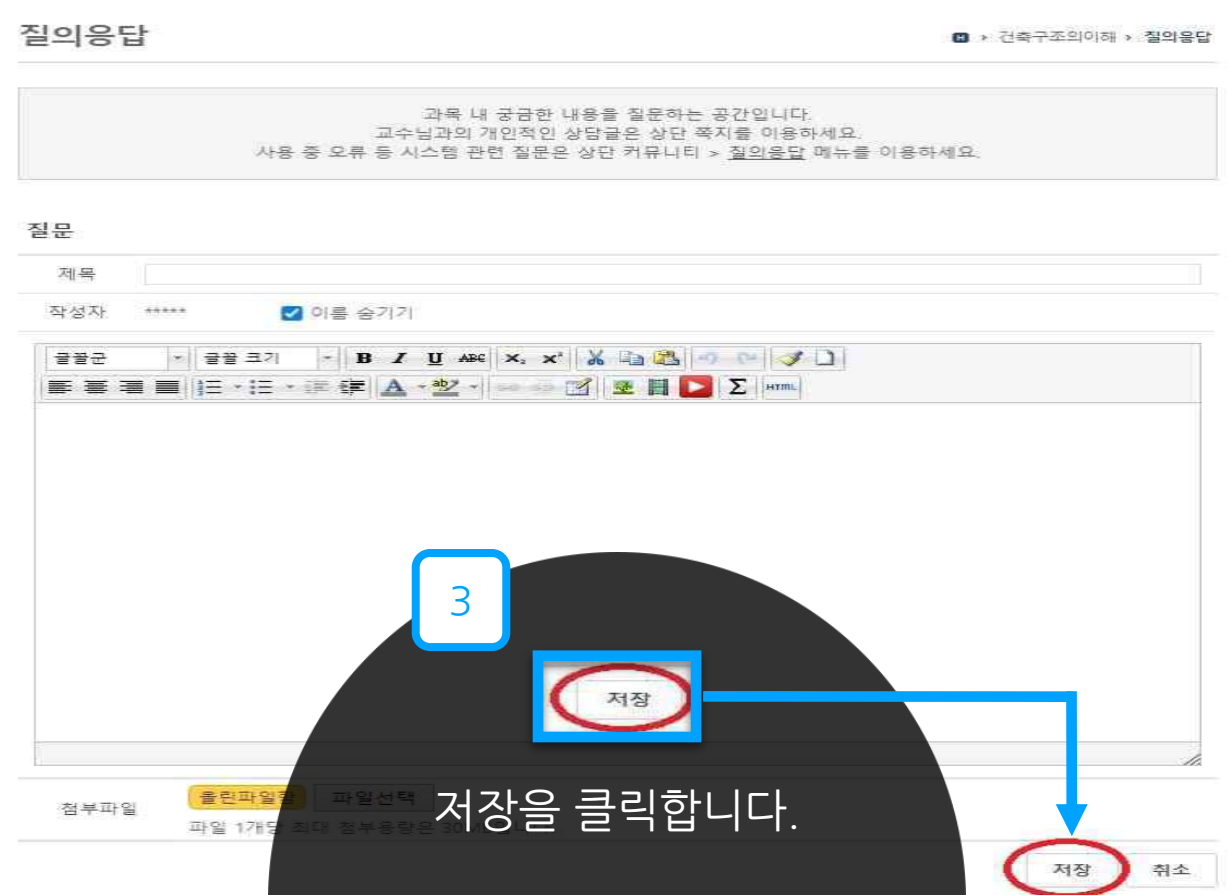 질의응답
H › 건축구조의이해 › 질의응답
과목 내 궁금한 내용을 질문하는 공간입니다.
교수님과의 개인적인 상담글은 상단 쪽지를 이용하세요.
사용 중 오류 등 시스템 관련 질문은 상단 커뮤니티 > 질의응답 메뉴를 이용하세요.
질문
제목
작성자 ***** 이름 숨기기
글꼴군 글꼴 크기 B I U ABC ×₂ ×²
A ab Σ HTML
3
저장
첨부파일 올린파일함 파일선택
저장을 클릭합니다.
파일 1개당 최대 첨부용량은 30MB
저장 취소